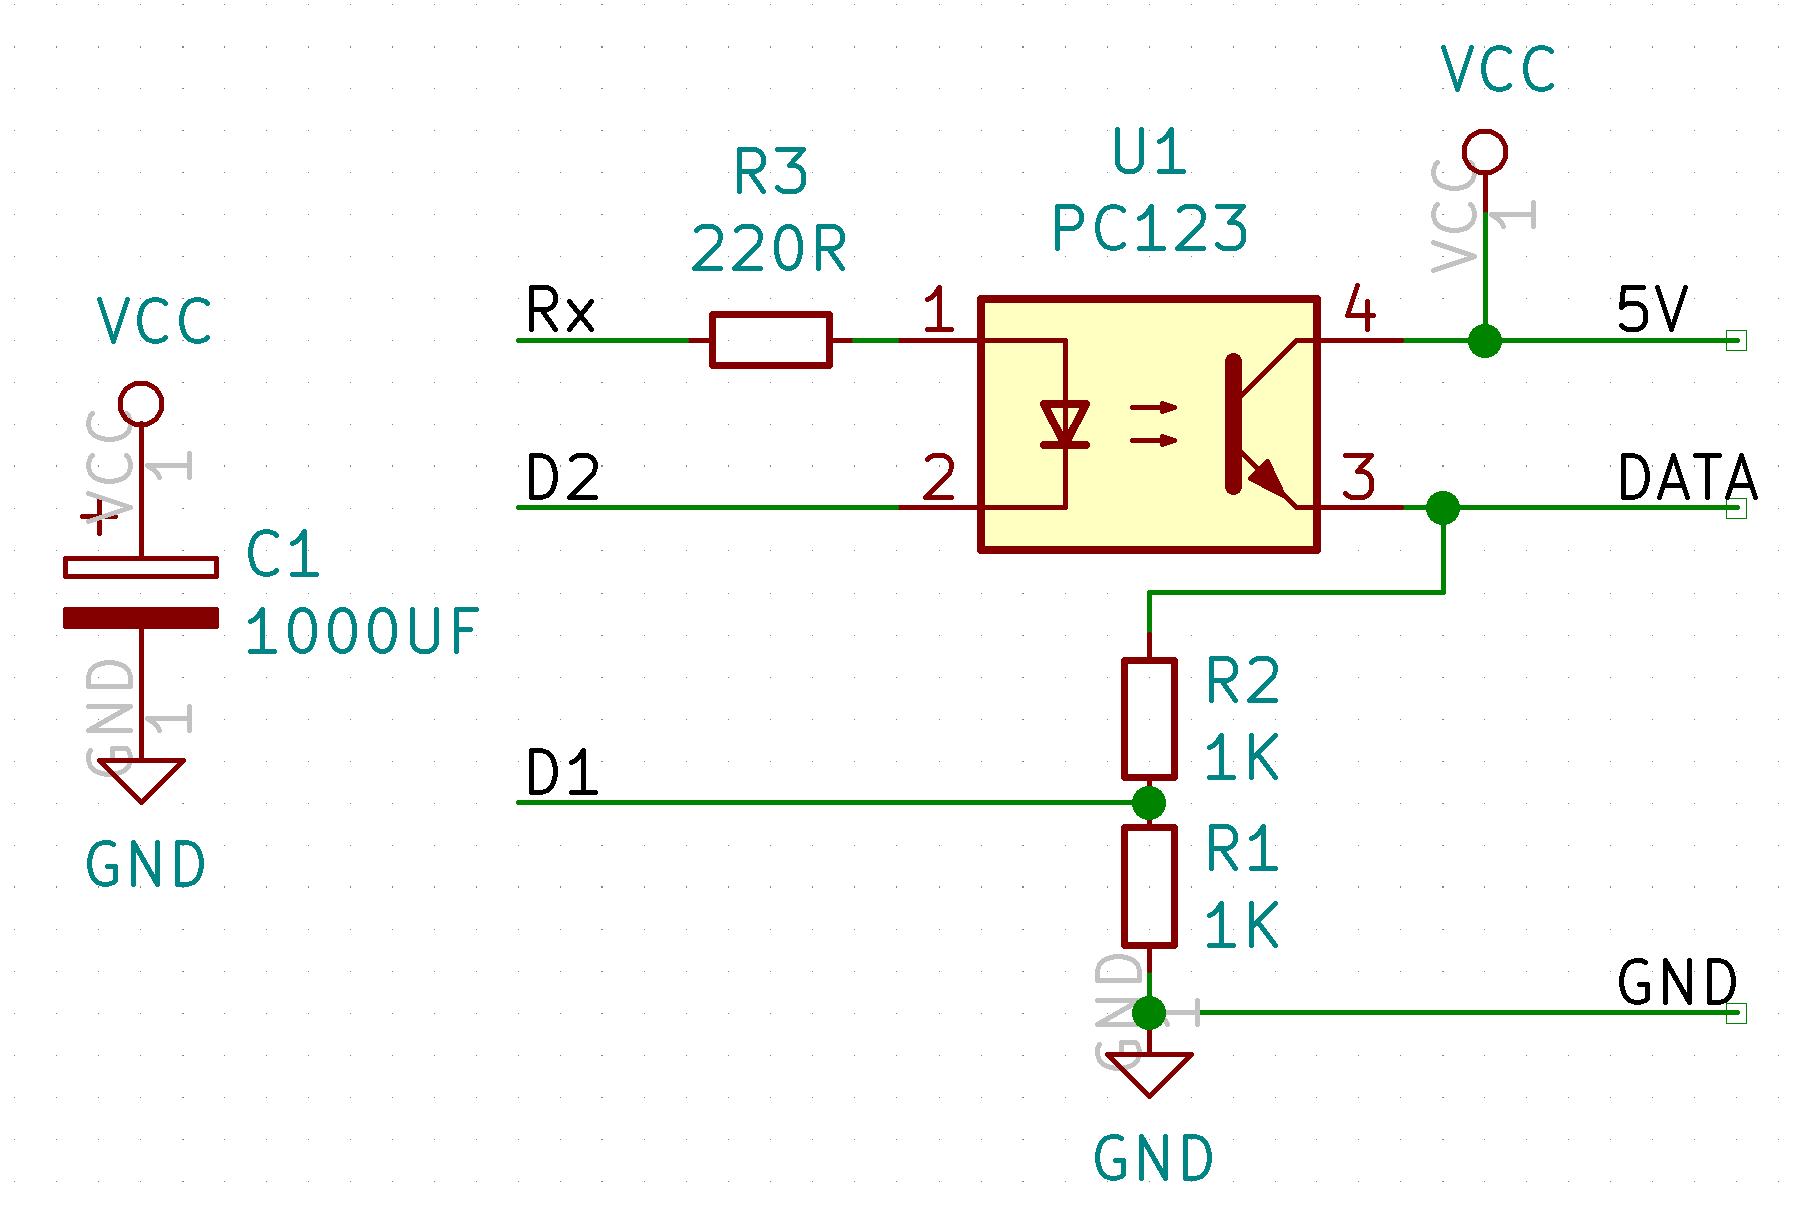 VCC
U1
PC123
R3
220R
VCC
1
Rx
1
4
5V
VCC
VCC
1
+
D2
2
3
DATA
C1
1000UF
GND
1
R2
1K
D1
R1
1K
GND
1
GND
GND
GND